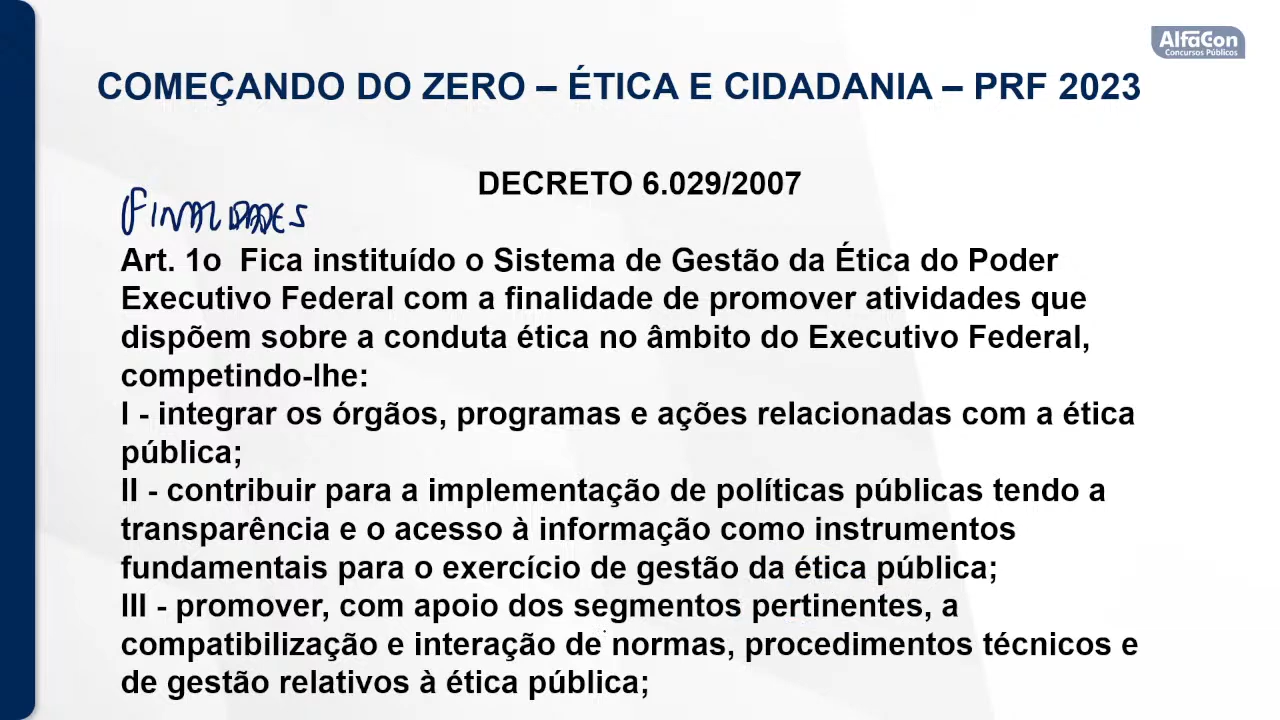 AlfaCon
Concursos Públicos
COMEÇANDO DO ZERO – ÉTICA E CIDADANIA – PRF 2023
DECRETO 6.029/2007
FINALIDADES
Art. 1o  Fica instituído o Sistema de Gestão da Ética do Poder
Executivo Federal com a finalidade de promover atividades que
dispõem sobre a conduta ética no âmbito do Executivo Federal,
competindo-lhe:
I - integrar os órgãos, programas e ações relacionadas com a ética
pública;
II - contribuir para a implementação de políticas públicas tendo a
transparência e o acesso à informação como instrumentos
fundamentais para o exercício de gestão da ética pública;
III - promover, com apoio dos segmentos pertinentes, a
compatibilização e interação de normas, procedimentos técnicos e
de gestão relativos à ética pública;